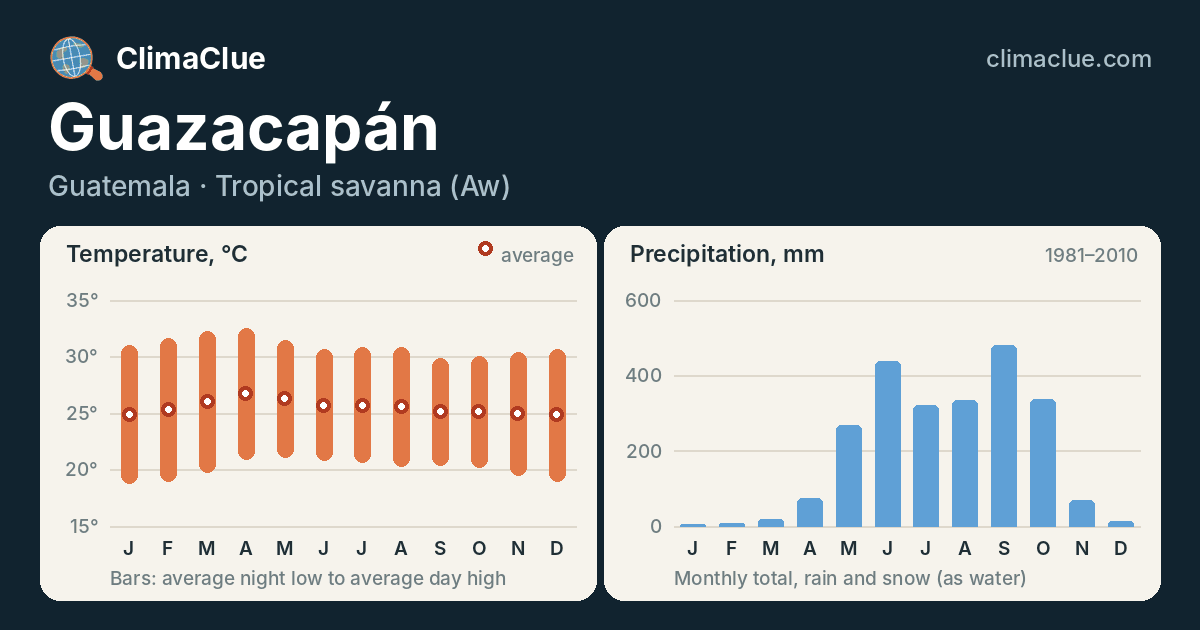 ClimaClue
climaclue.com
Guazacapán
Guatemala · Tropical savanna (Aw)
Temperature, °C
average
35°
30°
25°
20°
15°
J F M A M J J A S O N D
Bars: average night low to average day high
Precipitation, mm
1981–2010
600
400
200
0
J F M A M J J A S O N D
Monthly total, rain and snow (as water)